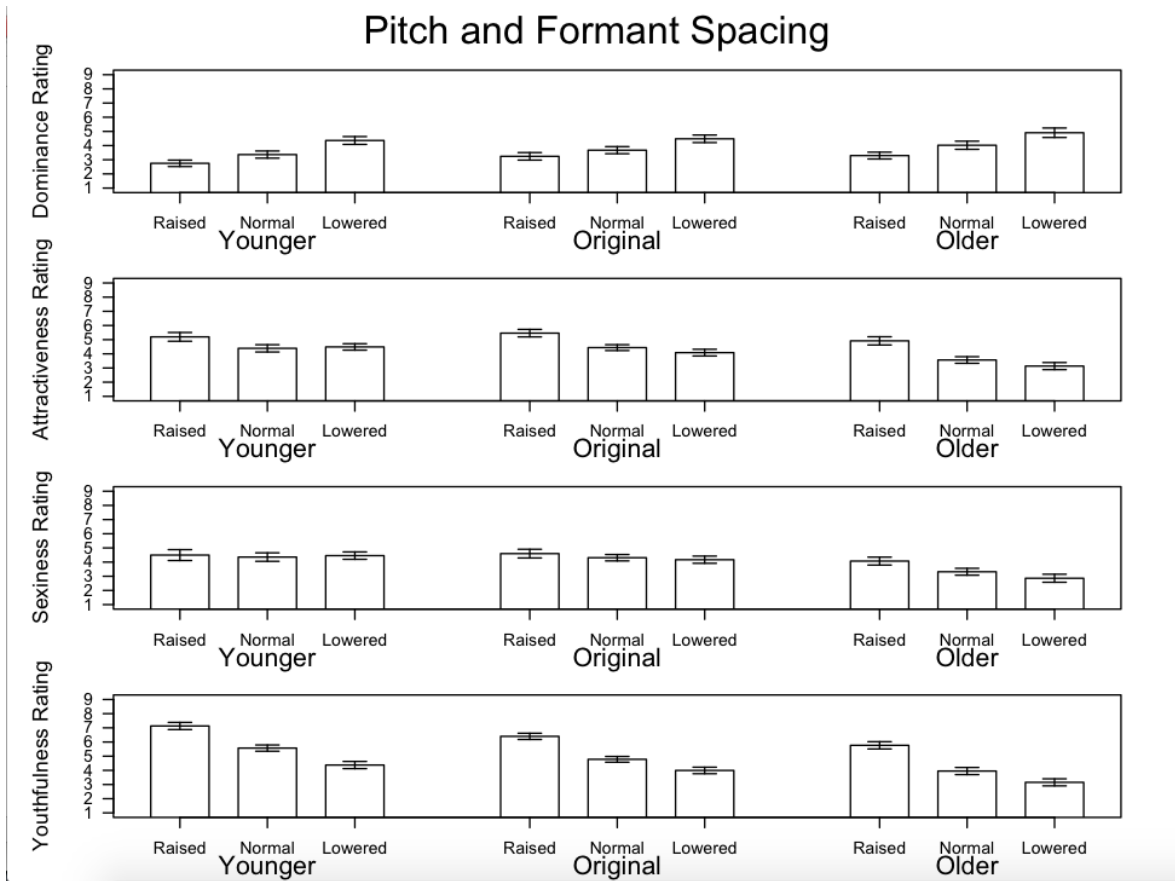 Pitch and Formant Spacing
Dominance Rating
9
8
7
6
5
4
3
2
1
Raised Normal Lowered Raised Normal Lowered Raised Normal Lowered
Younger Original Older
Attractiveness Rating
9
8
7
6
5
4
3
2
1
Raised Normal Lowered Raised Normal Lowered Raised Normal Lowered
Younger Original Older
Sexiness Rating
9
8
7
6
5
4
3
2
1
Raised Normal Lowered Raised Normal Lowered Raised Normal Lowered
Younger Original Older
Youthfulness Rating
9
8
7
6
5
4
3
2
1
Raised Normal Lowered Raised Normal Lowered Raised Normal Lowered
Younger Original Older